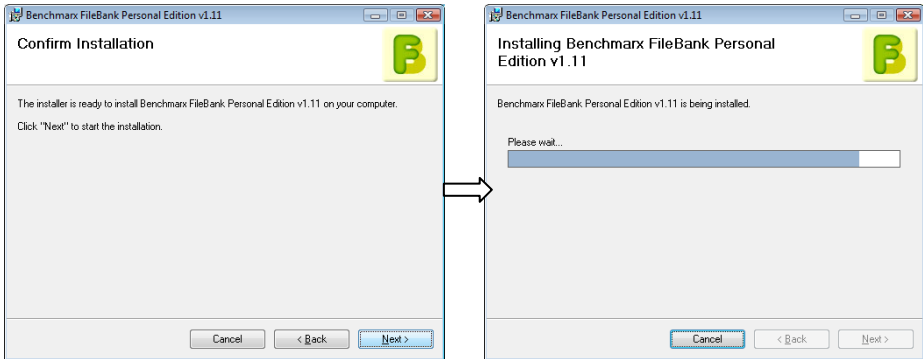 Benchmarx FileBank Personal Edition v1.11
Confirm Installation
FB
The installer is ready to install Benchmarx FileBank Personal Edition v1.11 on your computer.
Click "Next" to start the installation.
Cancel
< Back
Next >
Benchmarx FileBank Personal Edition v1.11
Installing Benchmarx FileBank Personal
Edition v1.11
FB
Benchmarx FileBank Personal Edition v1.11 is being installed.
Please wait...
Cancel
< Back
Next >